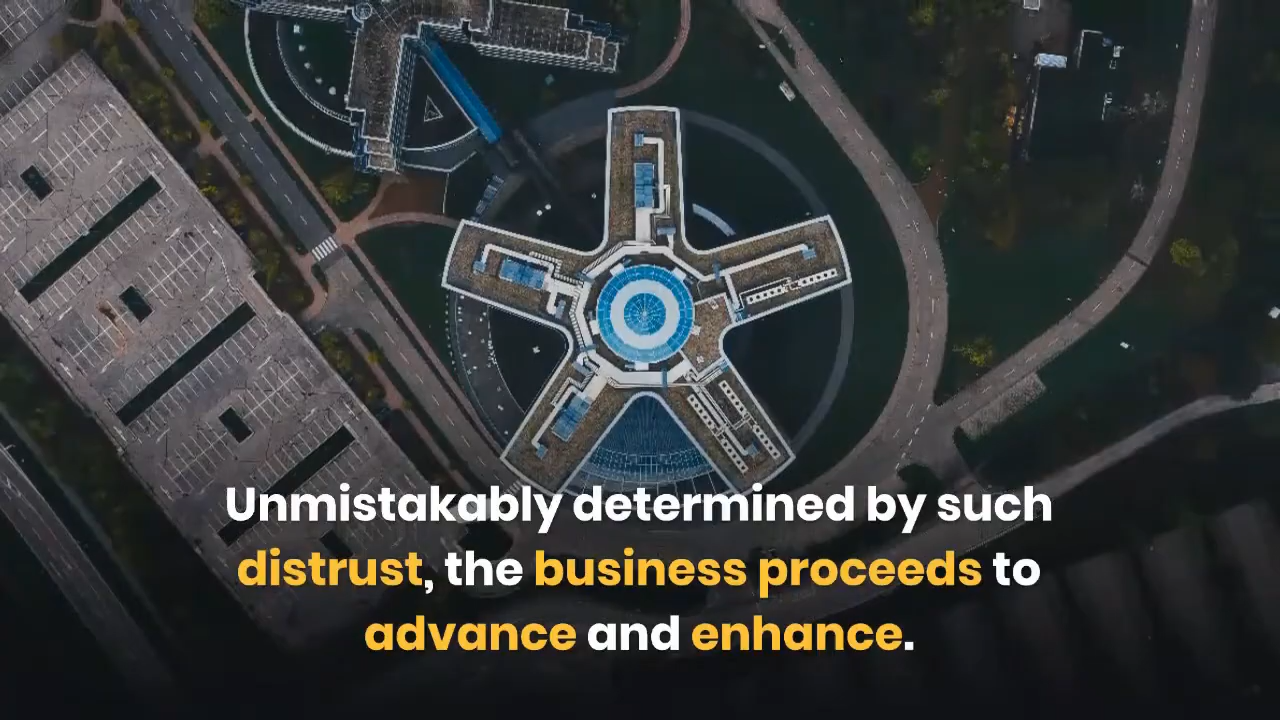 Unmistakably determined by such
distrust, the business proceeds to
advance and enhance.